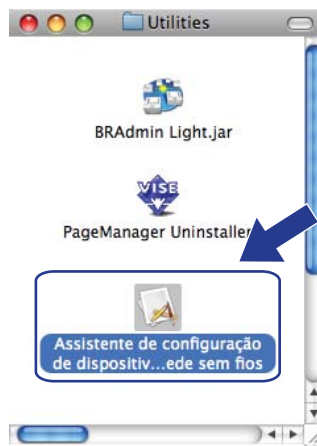 Utilities
BRAdmin Light.jar
VISE
PageManager Uninstaller
Assistente de configuração
de dispositiv...ede sem fios